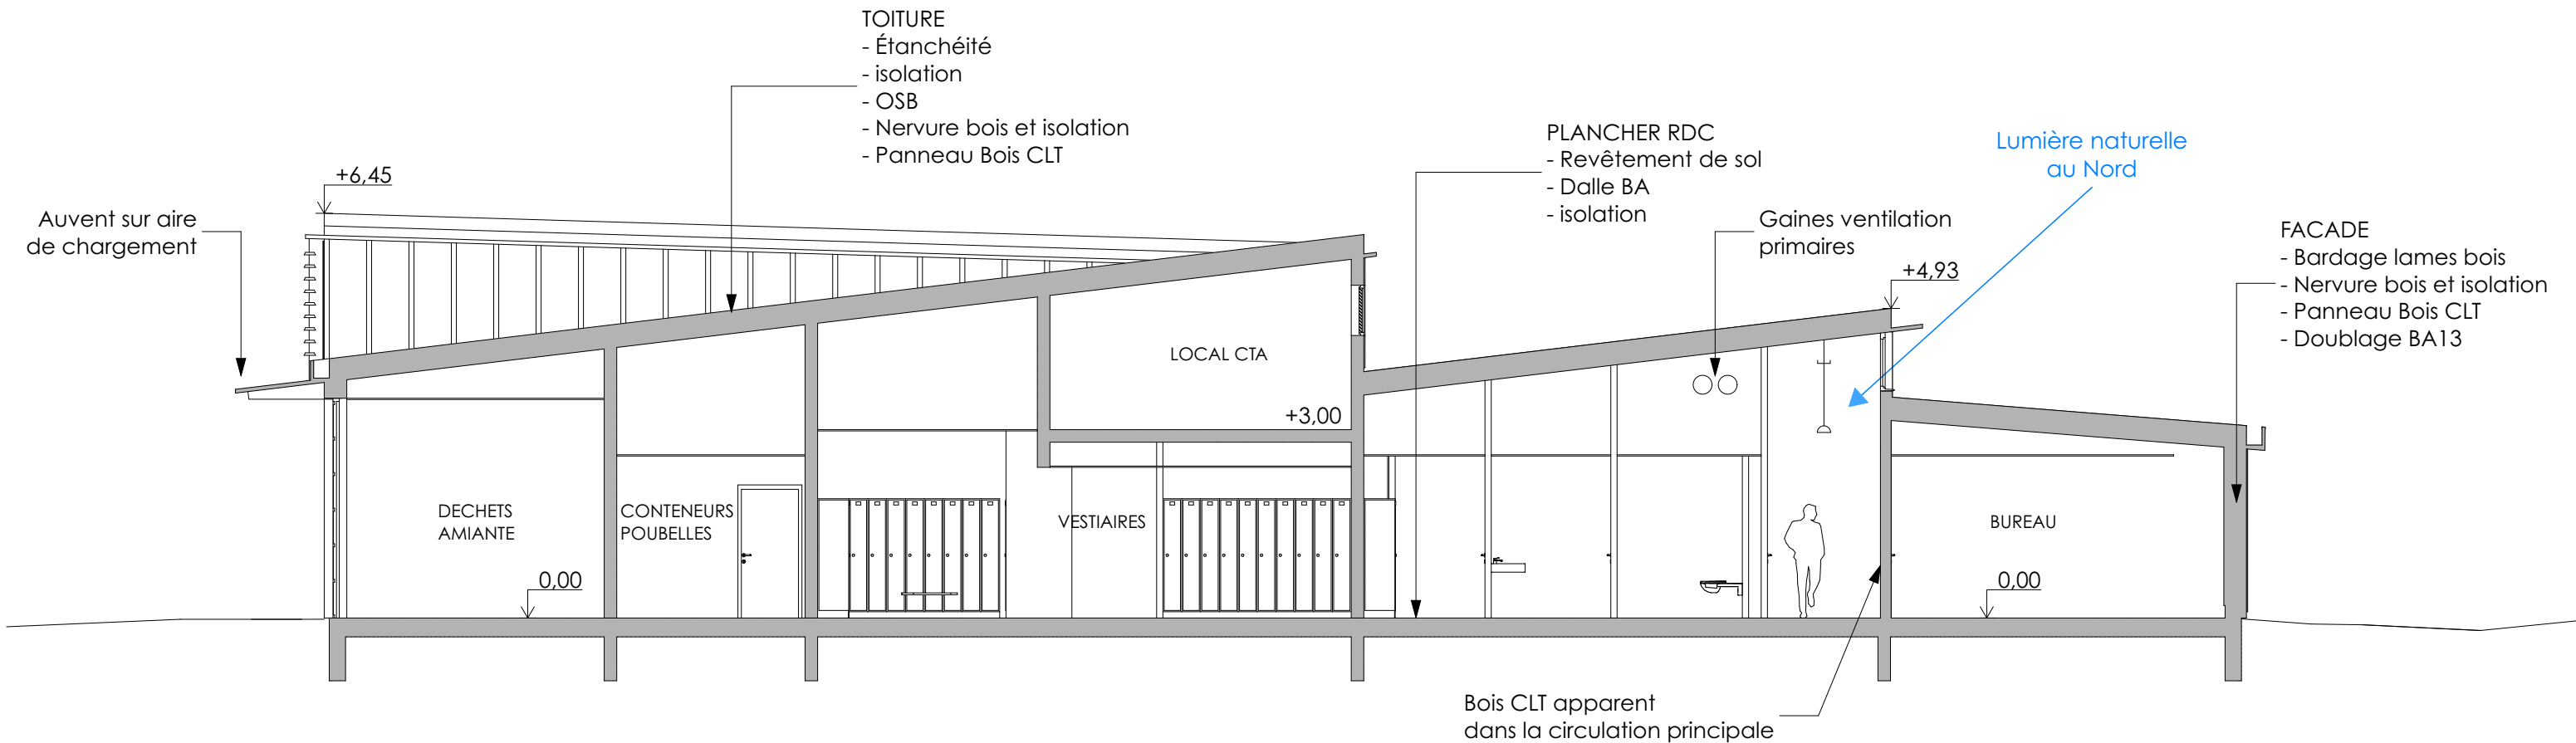 TOITURE
- Étanchéité
- isolation
- OSB
- Nervure bois et isolation
- Panneau Bois CLT
PLANCHER RDC
- Revêtement de sol
- Dalle BA
- isolation
Lumière naturelle
au Nord
+6,45
Auvent sur aire
de chargement
Gaines ventilation
primaires
FACADE
- Bardage lames bois
- Nervure bois et isolation
- Panneau Bois CLT
- Doublage BA13
+4,93
LOCAL CTA
+3,00
DECHETS
AMIANTE
CONTENEURS
POUBELLES
VESTIAIRES
BUREAU
0,00
0,00
Bois CLT apparent
dans la circulation principale